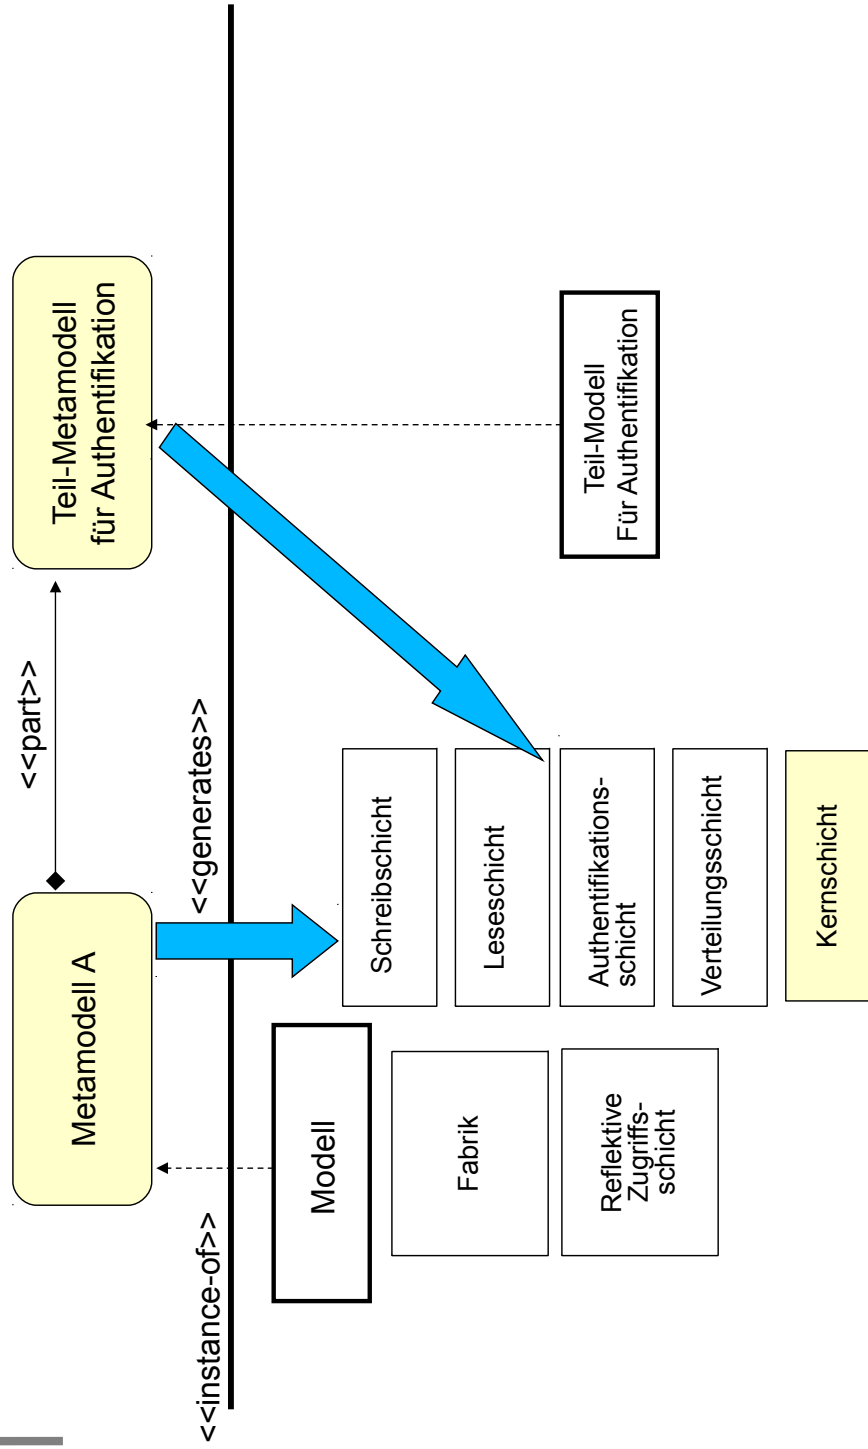 <<part>>
Metamodell A
Teil-Metamodell
für Authentifikation
<<instance-of>>
<<generates>>
Modell
Schreibschicht
Fabrik
Leseschicht
Reflektive
Zugriffs-
schicht
Authentifikations-
schicht
Teil-Modell
Für Authentifikation
Verteilungsschicht
Kernschicht